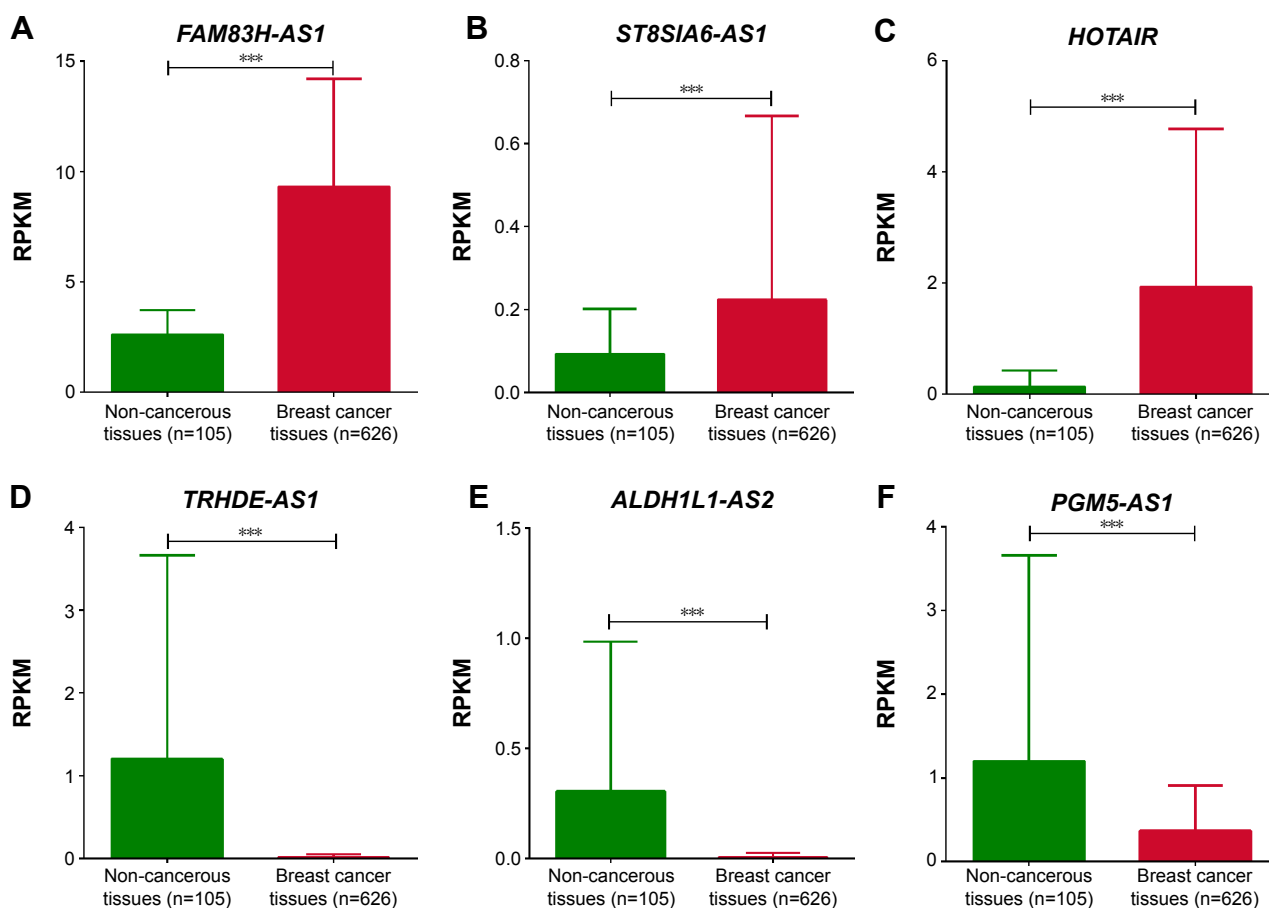 A
FAM83H-AS1
***
15
10
5
0
RPKM
Non-cancerous
tissues (n=105)
Breast cancer
tissues (n=626)
B
ST8SIA6-AS1
***
0.8
0.6
0.4
0.2
0.0
RPKM
Non-cancerous
tissues (n=105)
Breast cancer
tissues (n=626)
C
HOTAIR
***
6
4
2
0
RPKM
Non-cancerous
tissues (n=105)
Breast cancer
tissues (n=626)
D
TRHDE-AS1
***
4
3
2
1
0
RPKM
Non-cancerous
tissues (n=105)
Breast cancer
tissues (n=626)
E
ALDH1L1-AS2
***
1.5
1.0
0.5
0.0
RPKM
Non-cancerous
tissues (n=105)
Breast cancer
tissues (n=626)
F
PGM5-AS1
***
4
3
2
1
0
RPKM
Non-cancerous
tissues (n=105)
Breast cancer
tissues (n=626)